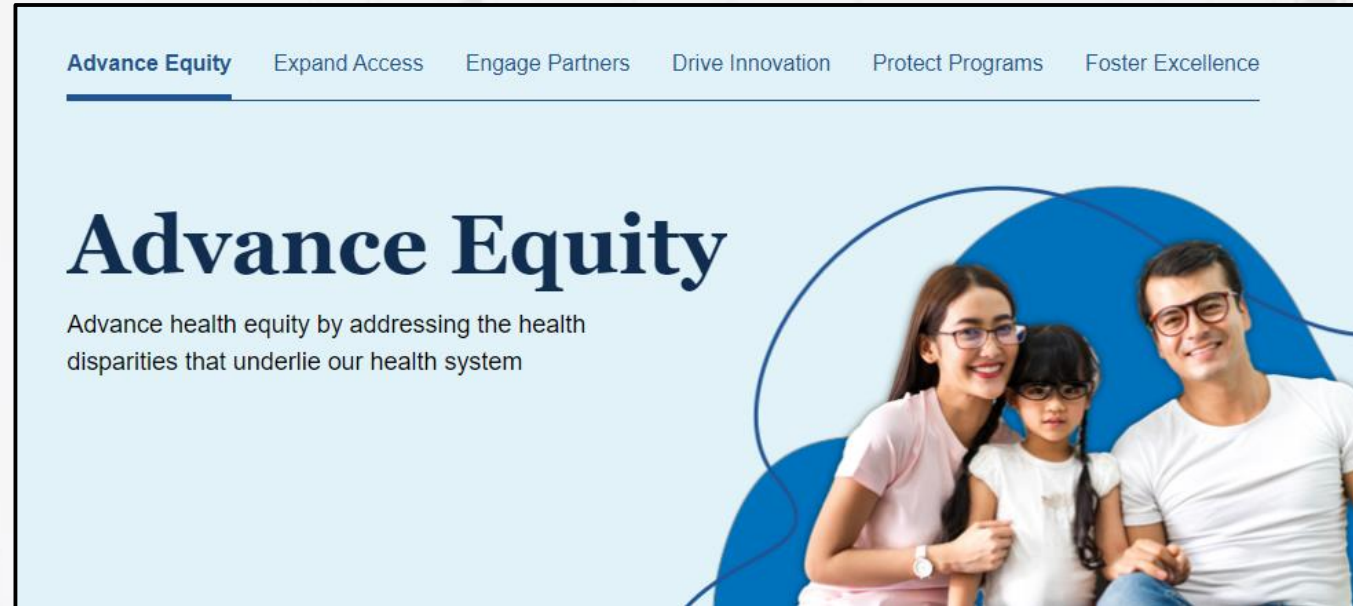 Advance Equity Expand Access Engage Partners Drive Innovation Protect Programs Foster Excellence
Advance Equity
Advance health equity by addressing the health
disparities that underlie our health system